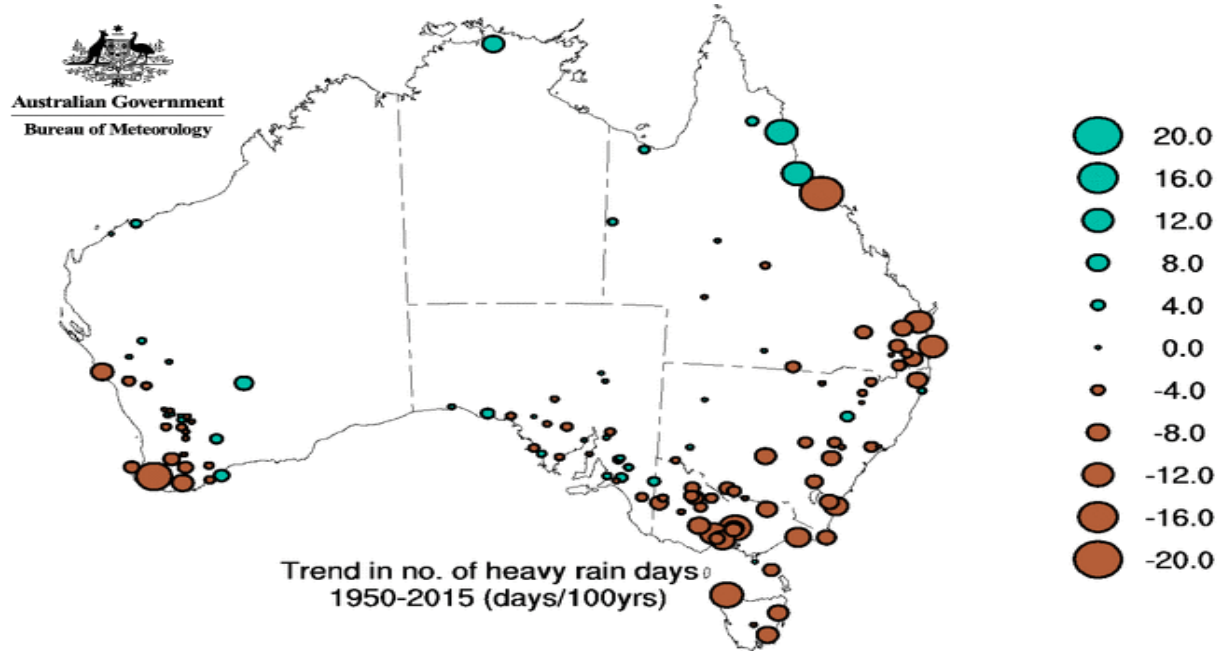 Australian Government
Bureau of Meteorology
20.0
16.0
12.0
8.0
4.0
0.0
-4.0
-8.0
-12.0
-16.0
-20.0
Trend in no. of heavy rain days
1950-2015 (days/100yrs)